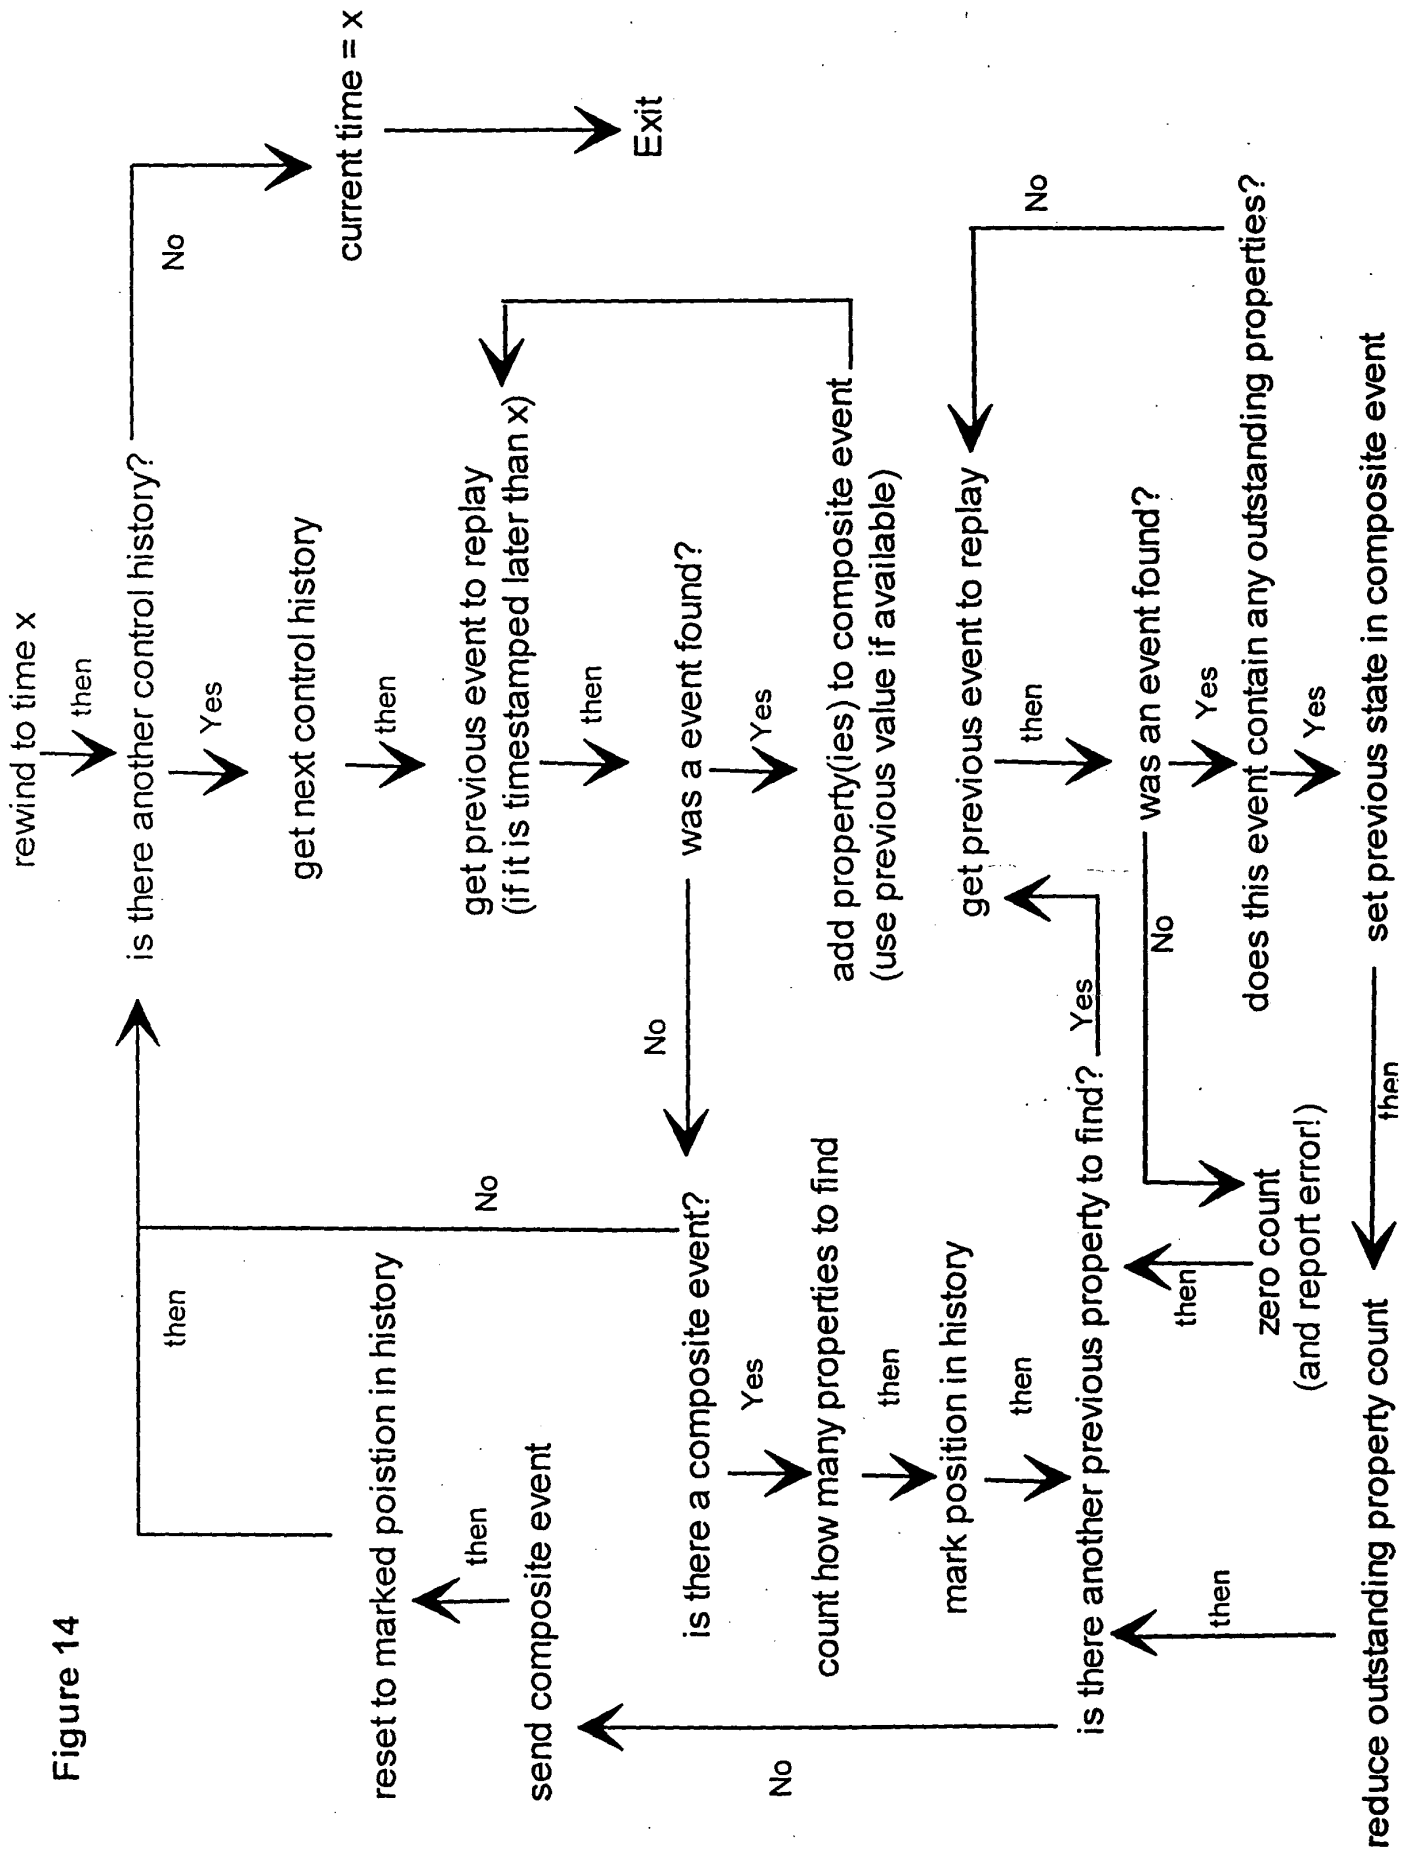 Figure 14
rewind to time x
then
is there another control history?
No
Yes
current time = x
Exit
get next control history
then
get previous event to replay
(if it is timestamped later than x)
then
was a event found?
No
Yes
add property(ies) to composite event
(use previous value if available)
then
reset to marked poistion in history
then
send composite event
No
is there a composite event?
Yes
count how many properties to find
then
mark position in history
then
is there another previous property to find?
Yes
No
get previous event to replay
then
was an event found?
No
Yes
does this event contain any outstanding properties?
No
Yes
zero count
(and report error!)
then
set previous state in composite event
then
reduce outstanding property count
then